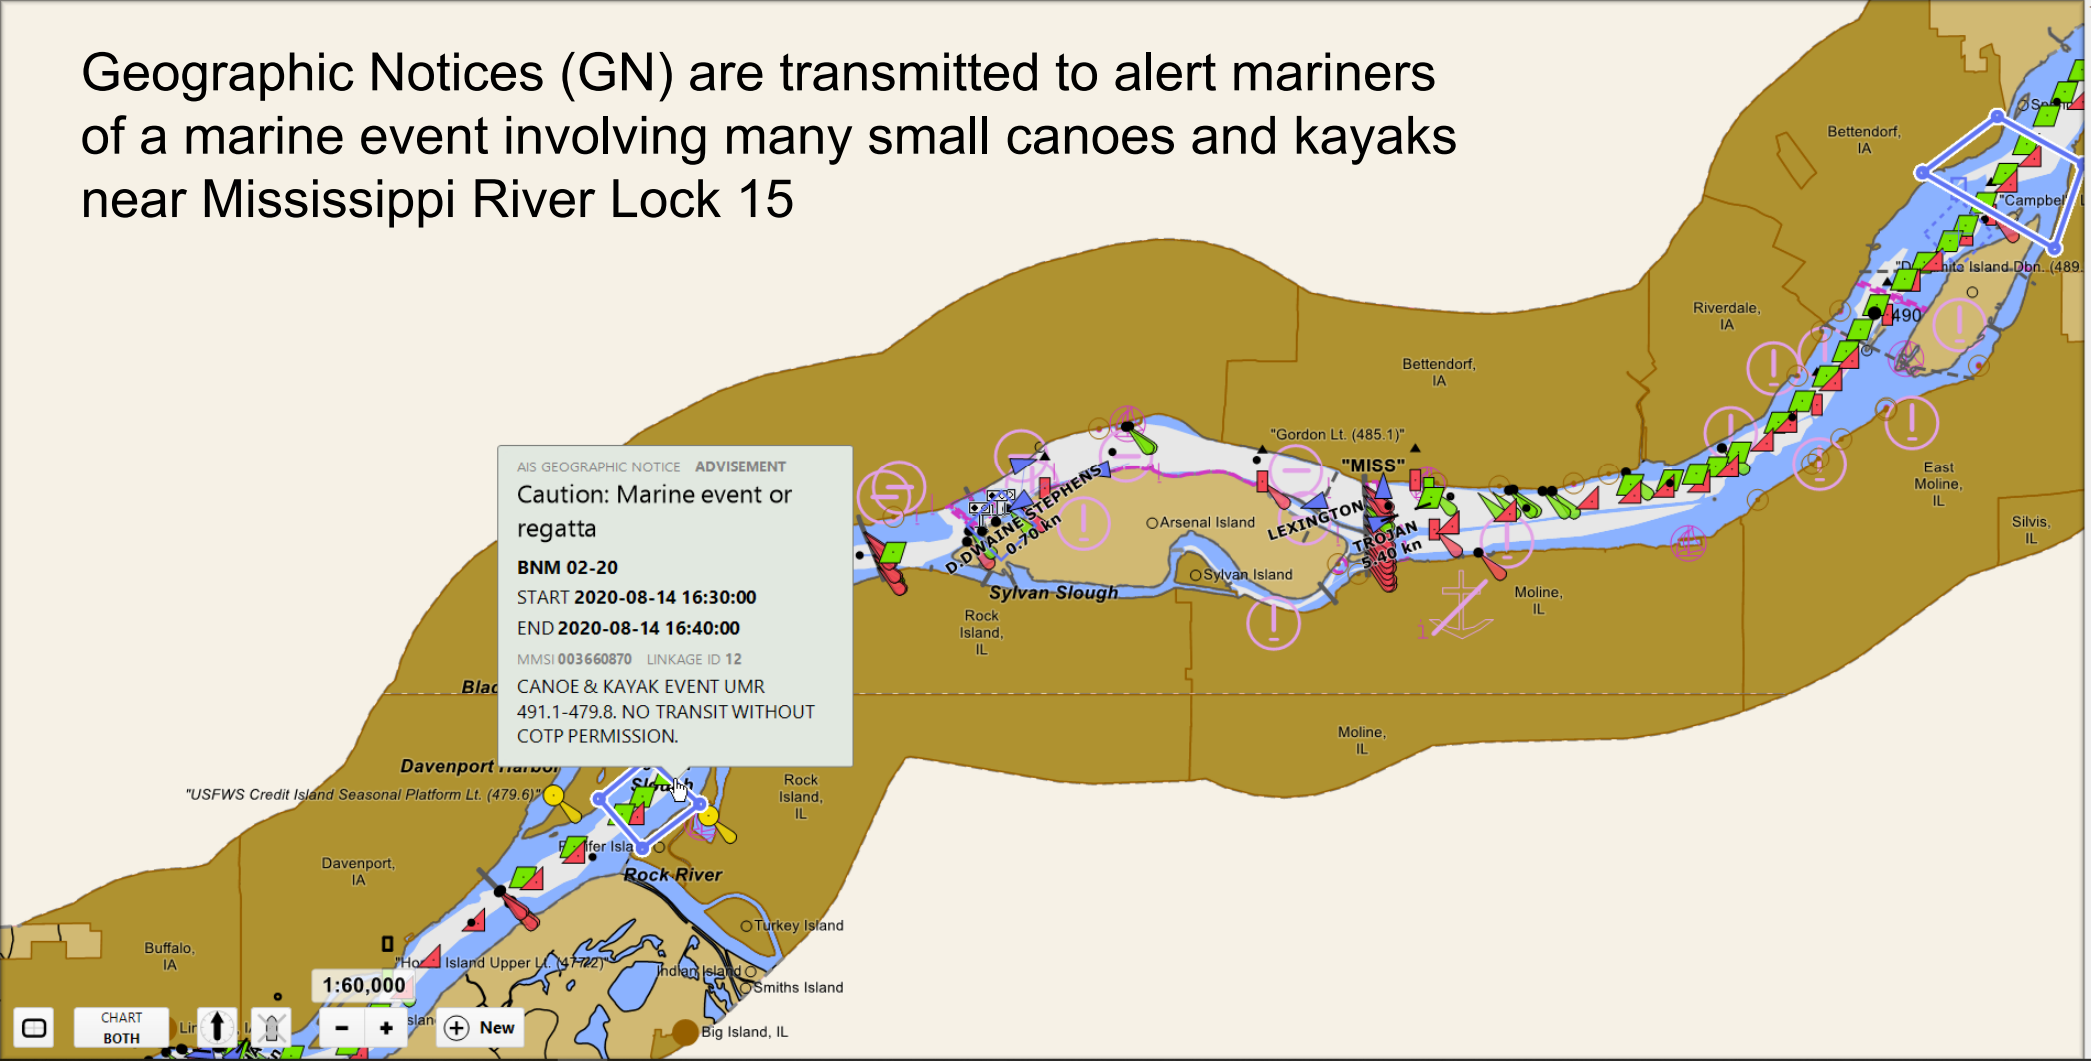 Geographic Notices (GN) are transmitted to alert mariners
of a marine event involving many small canoes and kayaks
near Mississippi River Lock 15
Bettendorf,
IA
"Campbel
Riverdale,
IA
490
Bettendorf,
IA
"Gordon Lt. (485.1)"
"MISS"
East
Moline,
IL
Silvis,
IL
AIS GEOGRAPHIC NOTICE ADVISEMENT
Caution: Marine event or
regatta
BNM 02-20
START 2020-08-14 16:30:00
END 2020-08-14 16:40:00
MMSI 003660870 LINKAGE ID 12
CANOE & KAYAK EVENT UMR
491.1-479.8. NO TRANSIT WITHOUT
COTP PERMISSION.
D.DWAINE STEPHENS
0.70 kn
Arsenal Island
LEXINGTON
TROJAN
5.40 kn
Sylvan Island
Sylvan Slough
Rock
Island,
IL
Moline,
IL
Moline,
IL
Davenport Harbor
"USFWS Credit Island Seasonal Platform Lt. (479.6)"
Slough
Rock
Island,
IL
Davenport,
IA
Rock River
Turkey Island
Buffalo,
IA
Island Upper Lt. (477.2)"
Indian Island
Smiths Island
1:60,000
CHART
BOTH
New
Big Island, IL